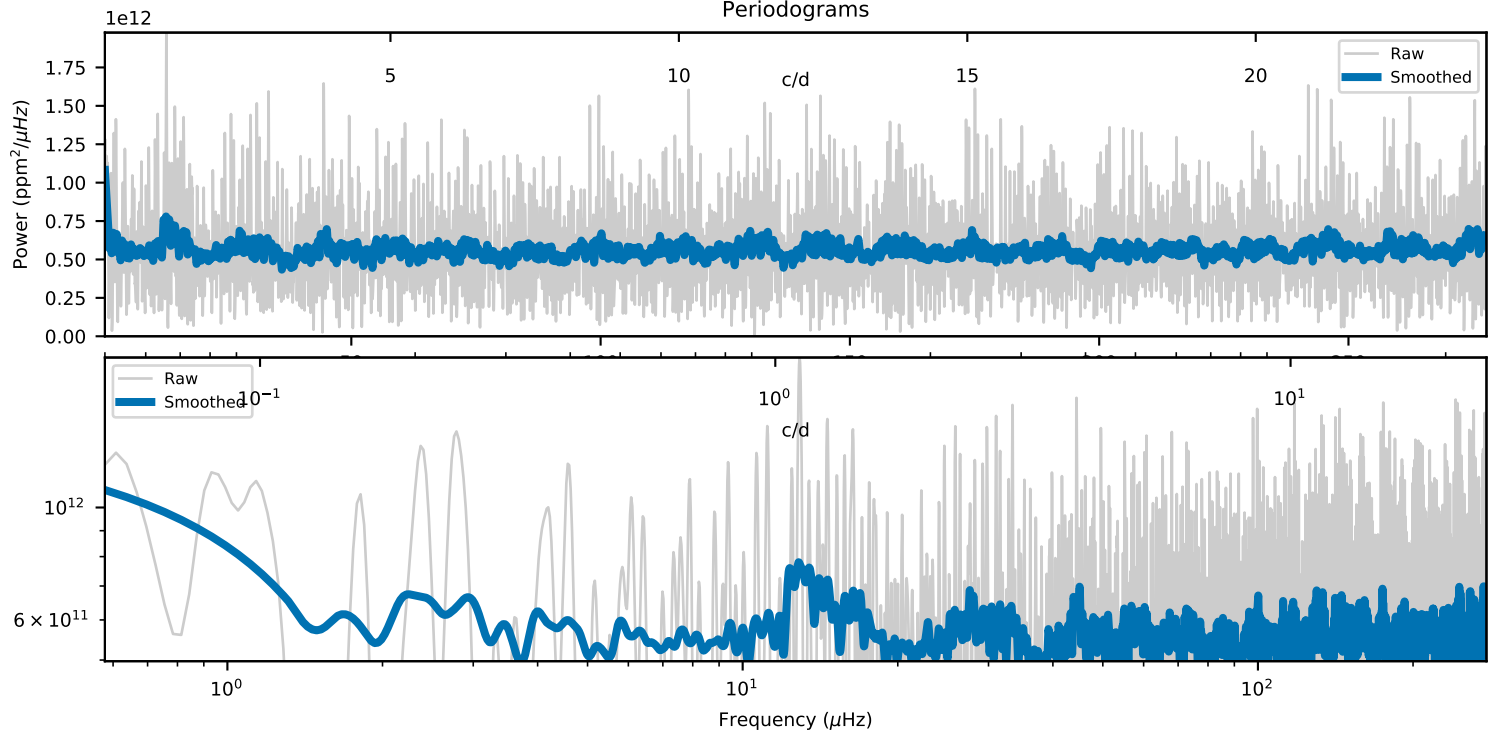 Periodograms
1e12
5 10 15 20
c/d
Raw
Smoothed
1.75
1.50
1.25
1.00
0.75
0.50
0.25
0.00
Power (ppm²/μHz)
Raw
Smoothed
10⁻¹ 10⁰ 10¹
c/d
10¹²
6 × 10¹¹
10⁰ 10¹ 10²
Frequency (μHz)